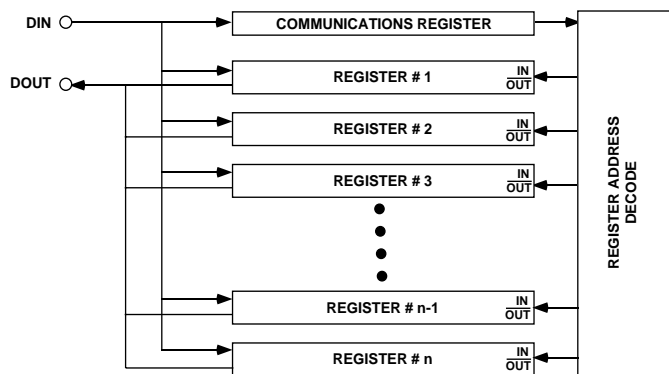 DIN
COMMUNICATIONS REGISTER
DOUT
REGISTER # 1
IN
OUT
REGISTER # 2
IN
OUT
REGISTER # 3
IN
OUT
REGISTER ADDRESS
DECODE
REGISTER # n-1
IN
OUT
REGISTER # n
IN
OUT